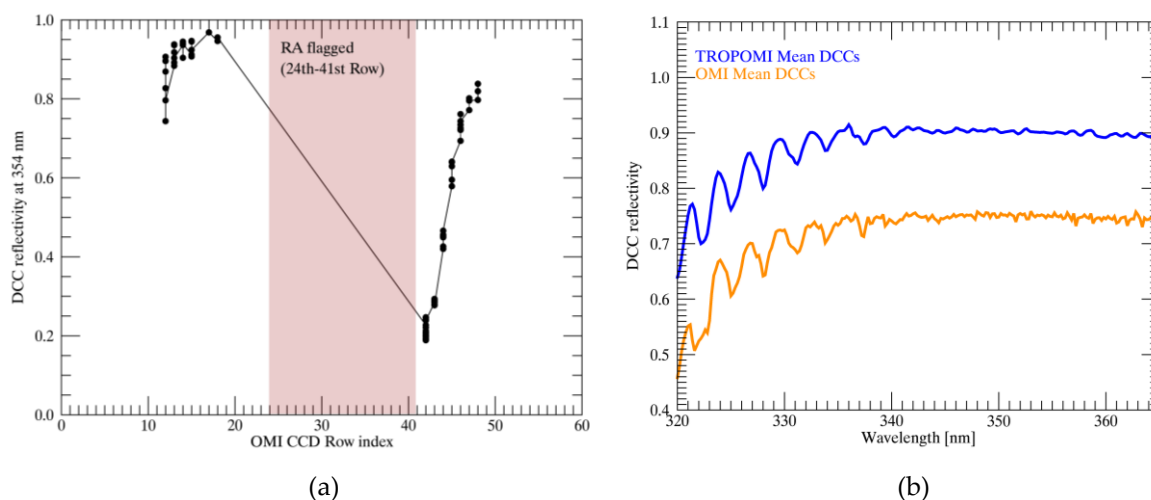 1.0
0.8
0.6
0.4
0.2
0.0
DCC reflectivity at 354 nm
RA flagged
(24th-41st Row)
0 10 20 30 40 50 60
OMI CCD Row index
(a)
1.1
1.0
0.9
0.8
0.7
0.6
0.5
0.4
DCC reflectivity
TROPOMI Mean DCCs
OMI Mean DCCs
320 330 340 350 360
Wavelength [nm]
(b)